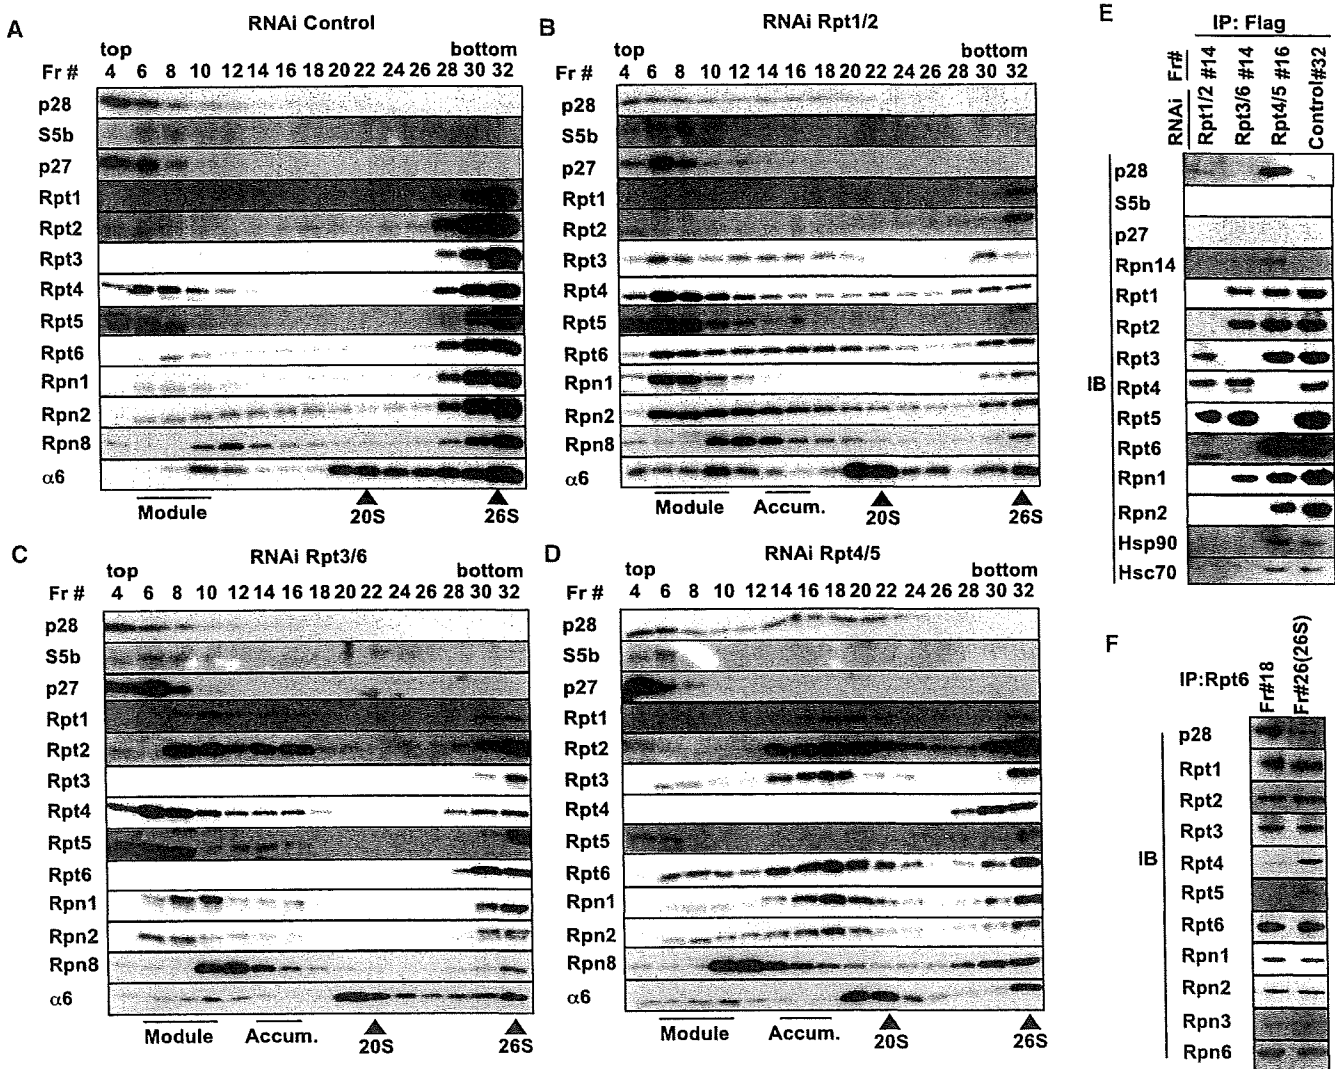 A
RNAi Control
top
bottom
Fr #
4 6 8 10 12 14 16 18 20 22 24 26 28 30 32
p28
S5b
p27
Rpt1
Rpt2
Rpt3
Rpt4
Rpt5
Rpt6
Rpn1
Rpn2
Rpn8
α6
Module
20S
26S
B
RNAi Rpt1/2
top
bottom
Fr #
4 6 8 10 12 14 16 18 20 22 24 26 28 30 32
p28
S5b
p27
Rpt1
Rpt2
Rpt3
Rpt4
Rpt5
Rpt6
Rpn1
Rpn2
Rpn8
α6
Module
Accum.
20S
26S
C
RNAi Rpt3/6
top
bottom
Fr #
4 6 8 10 12 14 16 18 20 22 24 26 28 30 32
p28
S5b
p27
Rpt1
Rpt2
Rpt3
Rpt4
Rpt5
Rpt6
Rpn1
Rpn2
Rpn8
α6
Module
Accum.
20S
26S
D
RNAi Rpt4/5
top
bottom
Fr #
4 6 8 10 12 14 16 18 20 22 24 26 28 30 32
p28
S5b
p27
Rpt1
Rpt2
Rpt3
Rpt4
Rpt5
Rpt6
Rpn1
Rpn2
Rpn8
α6
Module
Accum.
20S
26S
E
IP: Flag
RNAi Fr#
Rpt1/2 #14
Rpt3/6 #14
Rpt4/5 #16
Control#32
IB
p28
S5b
p27
Rpn14
Rpt1
Rpt2
Rpt3
Rpt4
Rpt5
Rpt6
Rpn1
Rpn2
Hsp90
Hsc70
F
IP:Rpt6
Fr#18
Fr#26(26S)
IB
p28
Rpt1
Rpt2
Rpt3
Rpt4
Rpt5
Rpt6
Rpn1
Rpn2
Rpn3
Rpn6